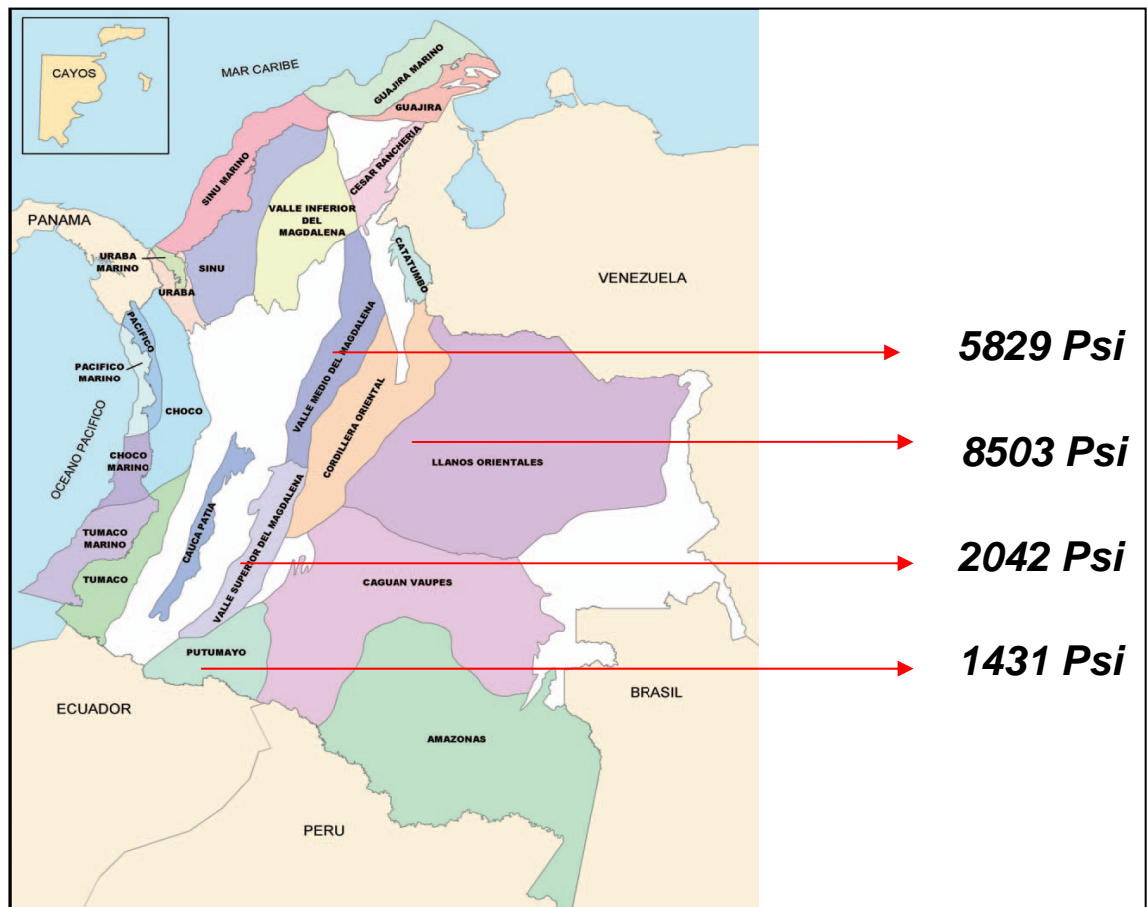 CAYOS
MAR CARIBE
GUAJIRA MARINO
GUAJIRA
CESAR RANCHERIA
SINU MARINO
VALLE INFERIOR
DEL
MAGDALENA
PANAMA
CATATUMBO
URABA
MARINO
SINU
VENEZUELA
URABA
PACIFICO
VALLE MEDIO DEL MAGDALENA
5829 Psi
PACIFICO
MARINO
CHOCO
CORDILLERA ORIENTAL
OCEANO PACIFICO
CHOCO
MARINO
LLANOS ORIENTALES
8503 Psi
CAUCA PATIA
VALLE SUPERIOR DEL MAGDALENA
TUMACO
MARINO
TUMACO
CAGUAN VAUPES
2042 Psi
PUTUMAYO
1431 Psi
BRASIL
ECUADOR
AMAZONAS
PERU